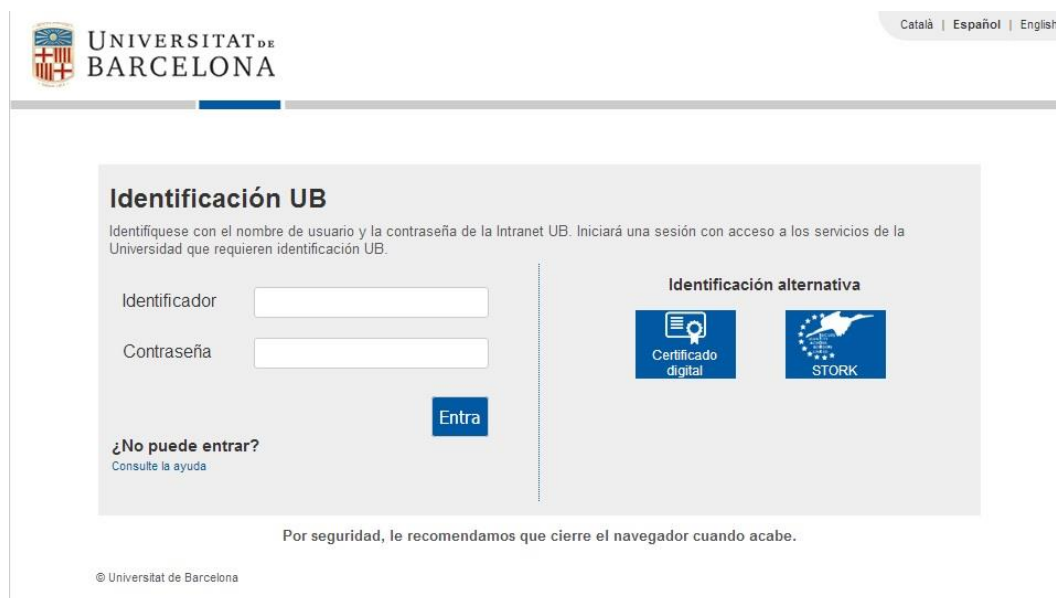 UNIVERSITAT DE
BARCELONA
Català | Español | English
Identificación UB
Identifíquese con el nombre de usuario y la contraseña de la Intranet UB. Iniciará una sesión con acceso a los servicios de la
Universidad que requieren identificación UB.
Identificador
Contraseña
Entra
¿No puede entrar?
Consulte la ayuda
Identificación alternativa
Certificado
digital
STORK
Por seguridad, le recomendamos que cierre el navegador cuando acabe.
© Universitat de Barcelona